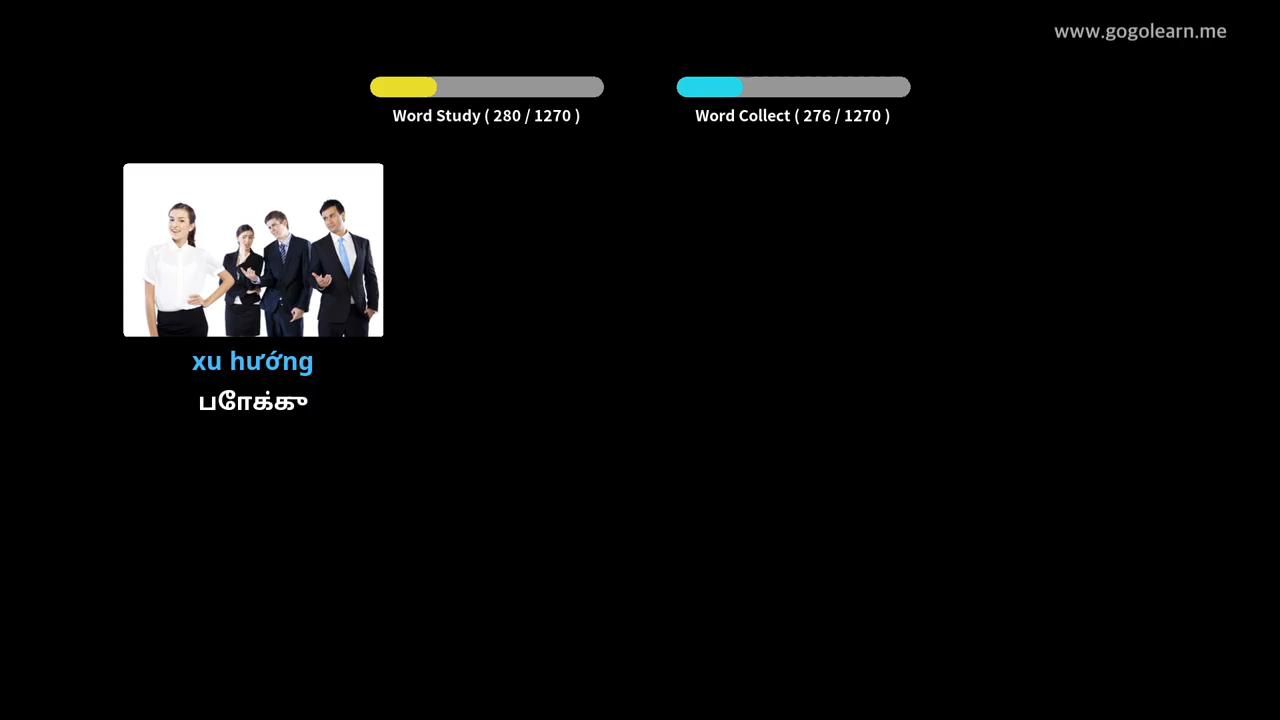 www.gogolearn.me
Word Study ( 280 / 1270 )
Word Collect ( 276 / 1270 )
xu hướng
போக்கு